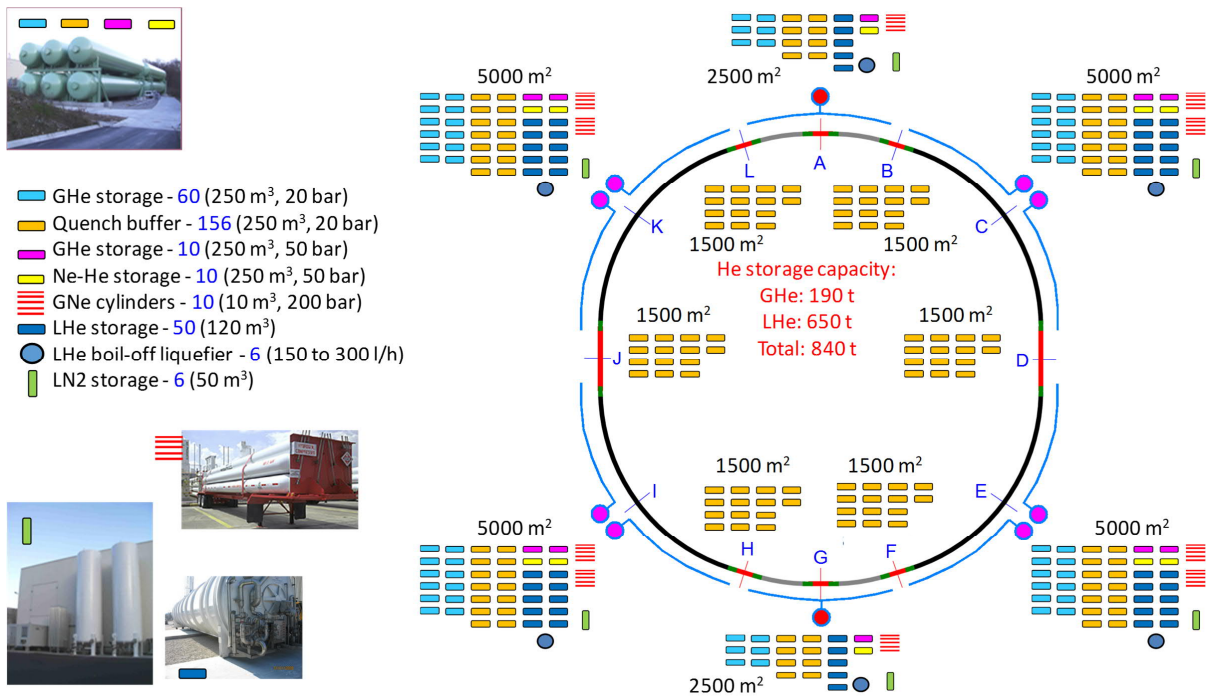 2500 m²
5000 m²
5000 m²
A
L
B
K
C
GHe storage - 60 (250 m³, 20 bar)
Quench buffer - 156 (250 m³, 20 bar)
GHe storage - 10 (250 m³, 50 bar)
Ne-He storage - 10 (250 m³, 50 bar)
GNe cylinders - 10 (10 m³, 200 bar)
LHe storage - 50 (120 m³)
LHe boil-off liquefier - 6 (150 to 300 l/h)
LN2 storage - 6 (50 m³)
1500 m²
1500 m²
He storage capacity:
GHe: 190 t
LHe: 650 t
Total: 840 t
1500 m²
1500 m²
J
D
1500 m²
1500 m²
I
E
5000 m²
5000 m²
H
G
F
2500 m²